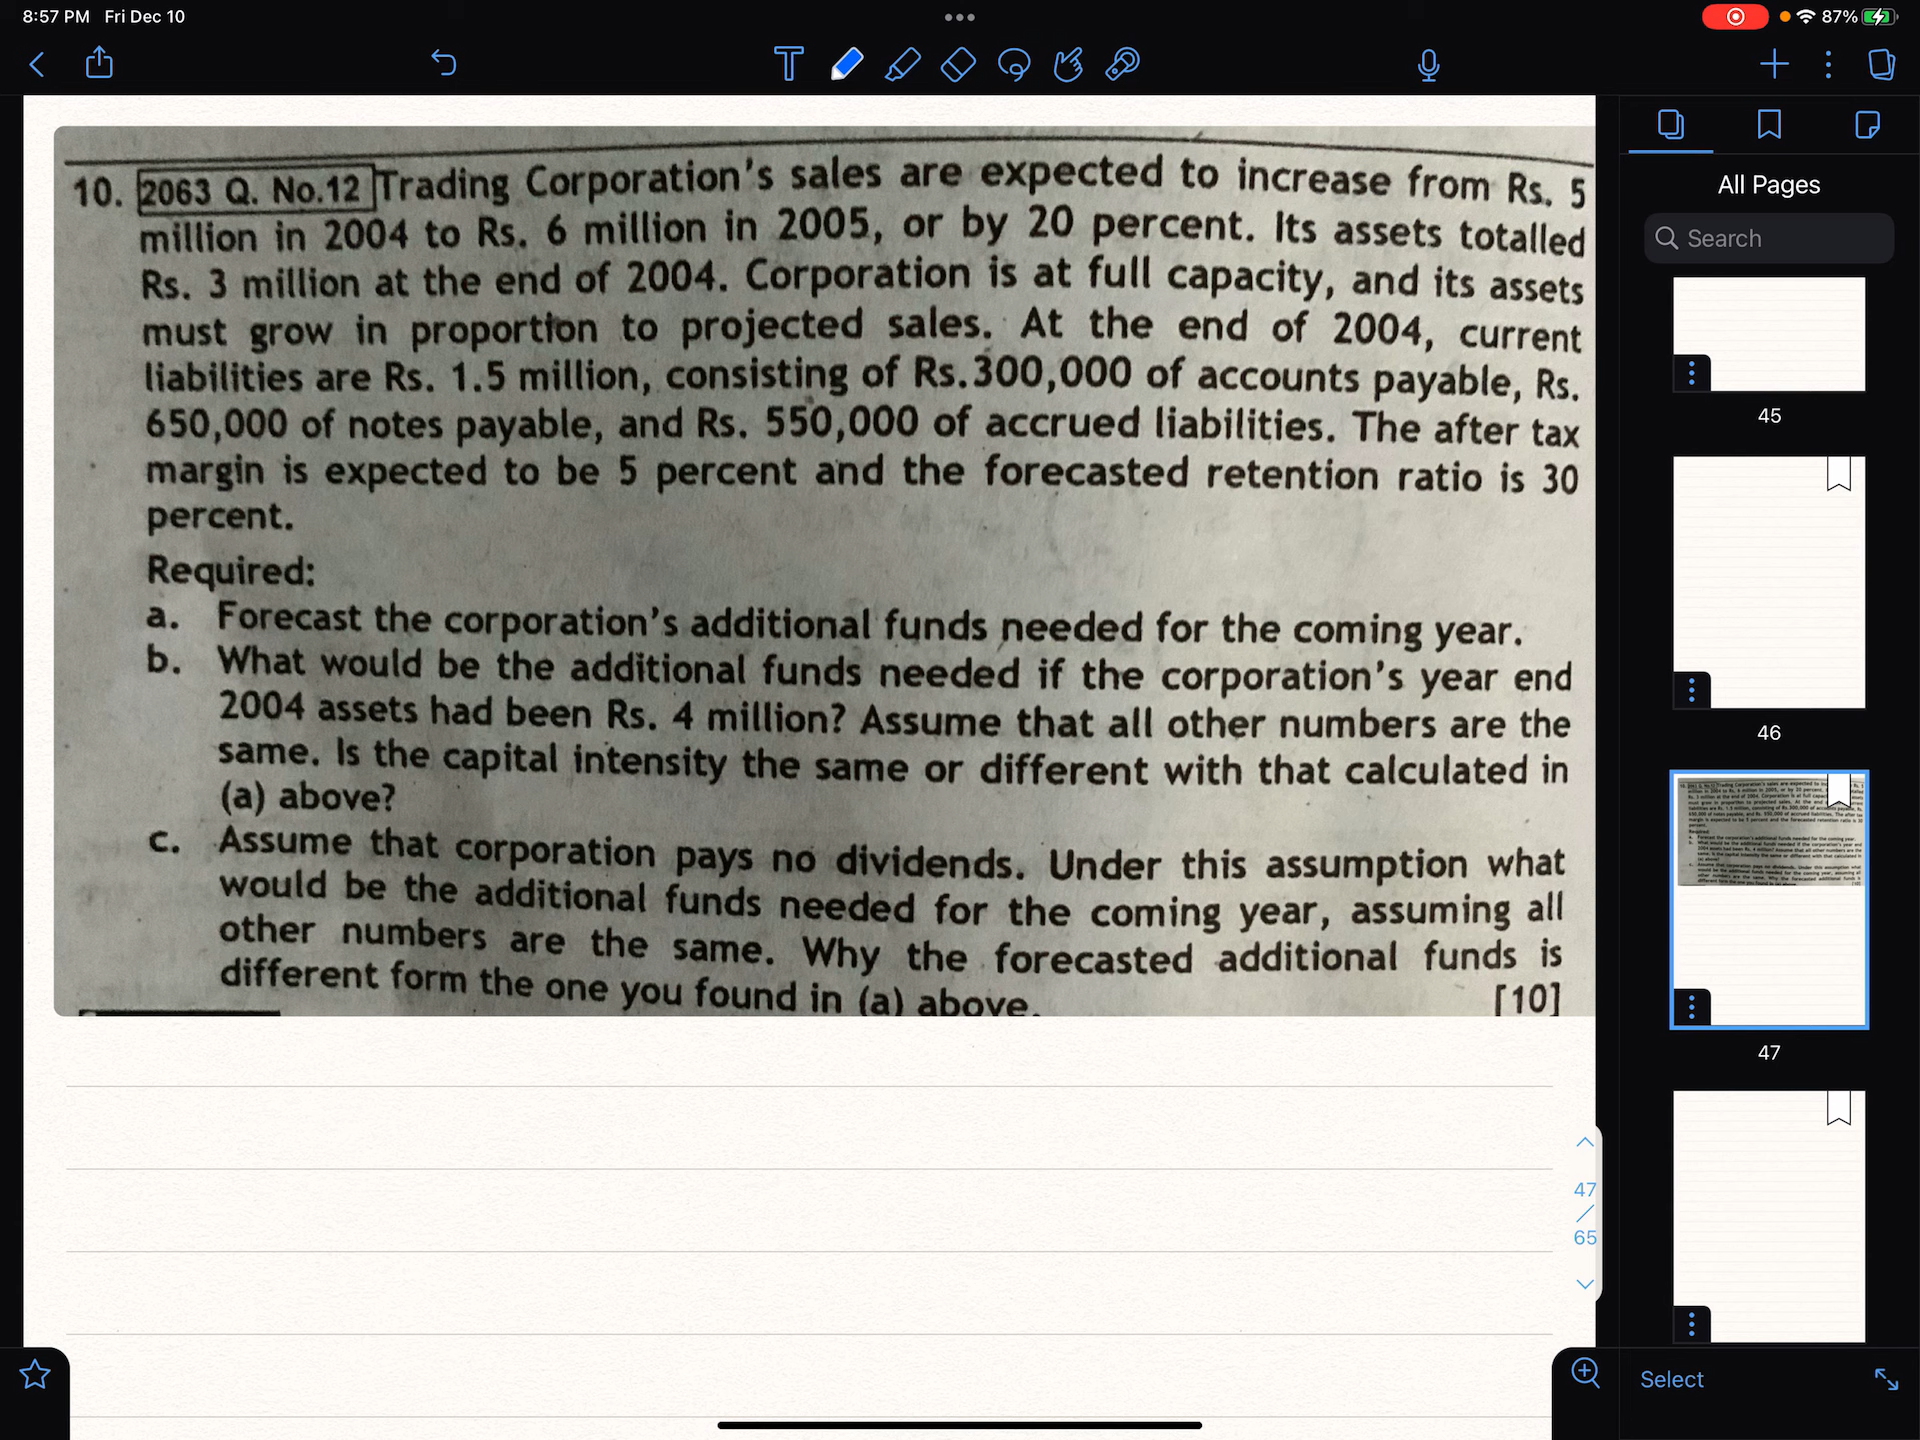 8:57 PM Fri Dec 10
87%
All Pages
Search
10. 2063 Q. No.12 Trading Corporation's sales are expected to increase from Rs. 5
million in 2004 to Rs. 6 million in 2005, or by 20 percent. Its assets totalled
Rs. 3 million at the end of 2004. Corporation is at full capacity, and its assets
must grow in proportion to projected sales. At the end of 2004, current
liabilities are Rs. 1.5 million, consisting of Rs.300,000 of accounts payable, Rs.
650,000 of notes payable, and Rs. 550,000 of accrued liabilities. The after tax
margin is expected to be 5 percent and the forecasted retention ratio is 30
percent.
Required:
a. Forecast the corporation's additional funds needed for the coming year.
b. What would be the additional funds needed if the corporation's year end
2004 assets had been Rs. 4 million? Assume that all other numbers are the
same. Is the capital intensity the same or different with that calculated in
(a) above?
c. Assume that corporation pays no dividends. Under this assumption what
would be the additional funds needed for the coming year, assuming all
other numbers are the same. Why the forecasted additional funds is
different form the one you found in (a) above.
[10]
45
46
47
47
/
65
Select